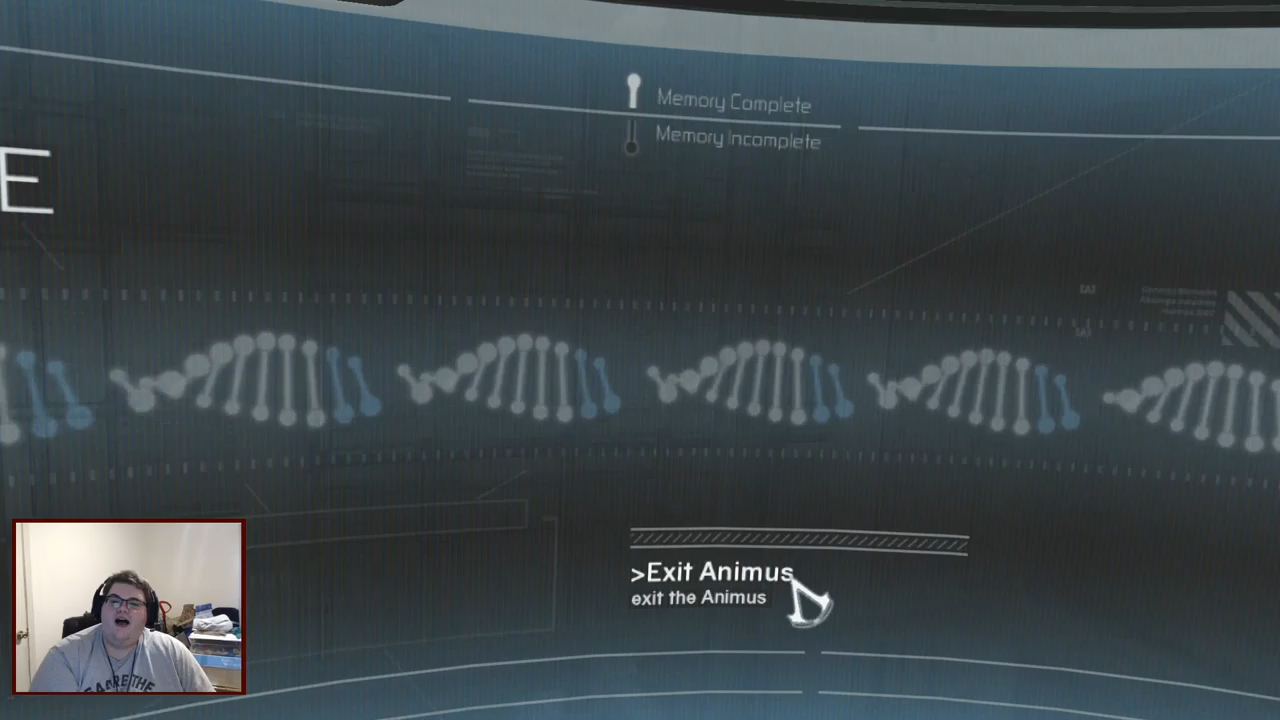 Memory Complete
Memory Incomplete
E
>Exit Animus
exit the Animus